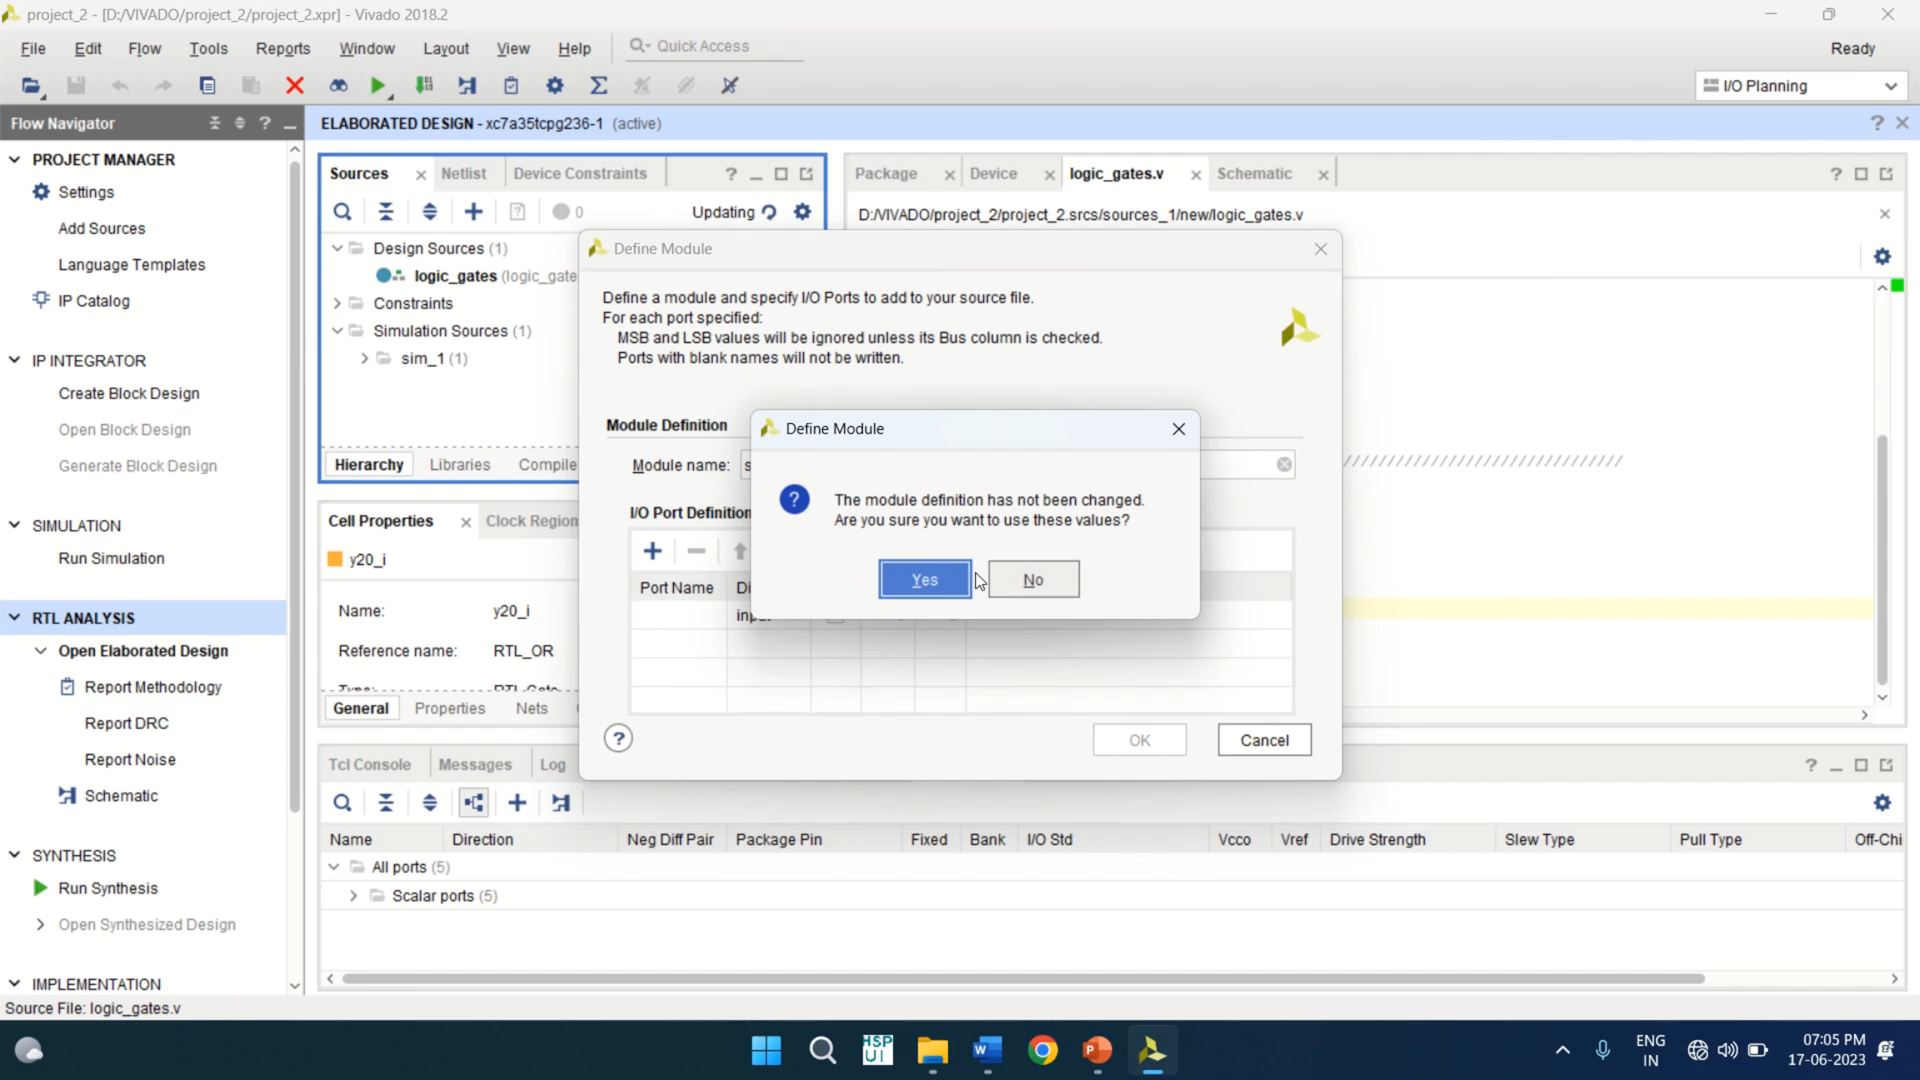 project_2 - [D:/VIVADO/project_2/project_2.xpr] - Vivado 2018.2
File Edit Flow Tools Reports Window Layout View Help Quick Access Ready
I/O Planning
Flow Navigator
ELABORATED DESIGN - xc7a35tcpg236-1 (active)
PROJECT MANAGER
Settings
Add Sources
Language Templates
IP Catalog
IP INTEGRATOR
Create Block Design
Open Block Design
Generate Block Design
SIMULATION
Run Simulation
RTL ANALYSIS
Open Elaborated Design
Report Methodology
Report DRC
Report Noise
Schematic
SYNTHESIS
Run Synthesis
Open Synthesized Design
IMPLEMENTATION
Sources Netlist Device Constraints
0 Updating
Design Sources (1)
logic_gates (logic_gate
Constraints
Simulation Sources (1)
sim_1 (1)
Hierarchy Libraries Compile
Cell Properties Clock Region
y20_i
Name: y20_i
Reference name: RTL_OR
Type: RTL Gate
General Properties Nets
Package Device logic_gates.v Schematic
D:/VIVADO/project_2/project_2.srcs/sources_1/new/logic_gates.v
////////////////////////////
Define Module
Define a module and specify I/O Ports to add to your source file.
For each port specified:
MSB and LSB values will be ignored unless its Bus column is checked.
Ports with blank names will not be written.
Module Definition
Module name: s
I/O Port Definition
Port Name Di
input
OK Cancel
Define Module
The module definition has not been changed.
Are you sure you want to use these values?
Yes No
Tcl Console Messages Log
Name Direction Neg Diff Pair Package Pin Fixed Bank I/O Std Vcco Vref Drive Strength Slew Type Pull Type Off-Chi
All ports (5)
Scalar ports (5)
Source File: logic_gates.v
HSP UI
ENG
IN
07:05 PM
17-06-2023